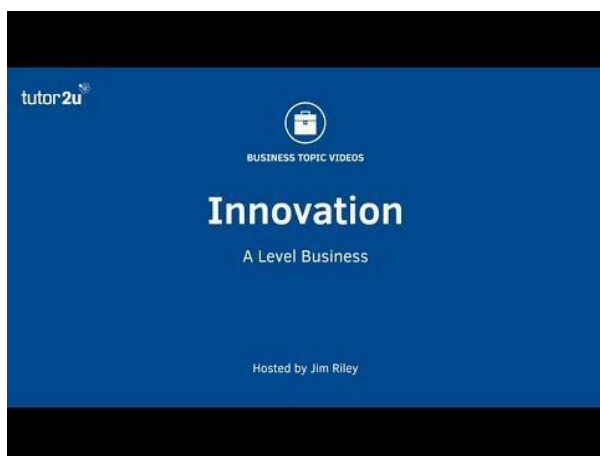 tutor2u
BUSINESS TOPIC VIDEOS
Innovation
A Level Business
Hosted by Jim Riley